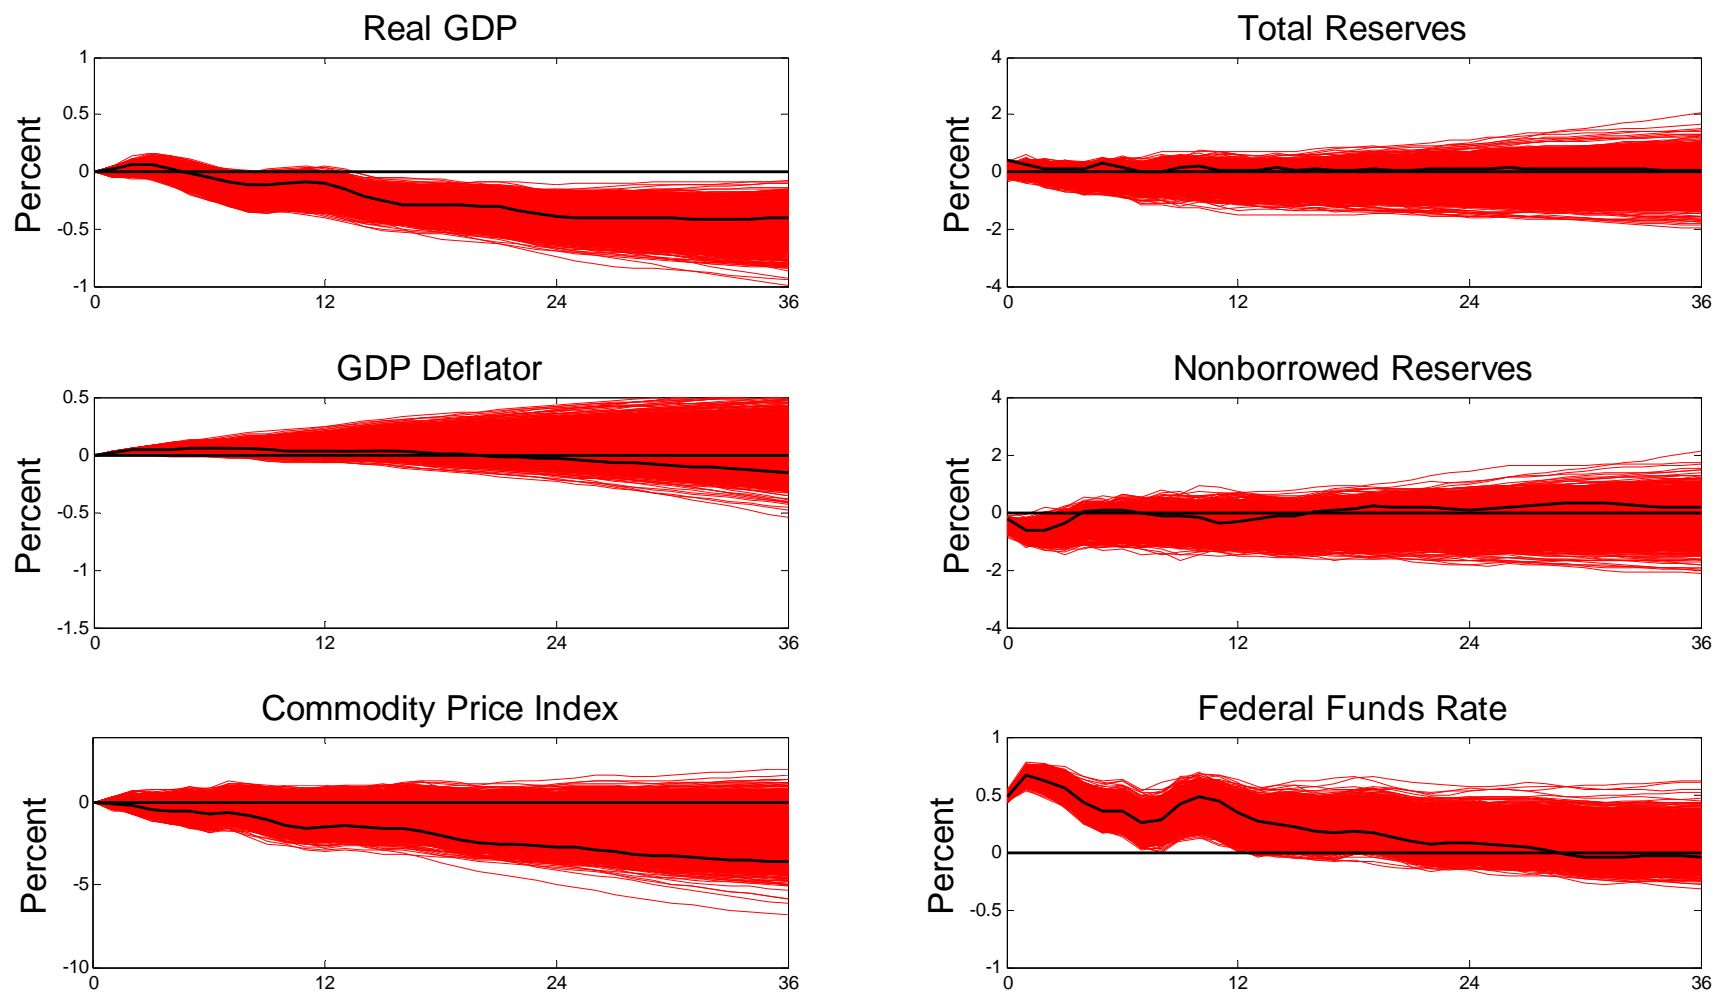 Real GDP
1
0.5
0
-0.5
-1
Percent
0 12 24 36
Total Reserves
4
2
0
-2
-4
Percent
0 12 24 36
GDP Deflator
0.5
0
-0.5
-1
-1.5
Percent
0 12 24 36
Nonborrowed Reserves
4
2
0
-2
-4
Percent
0 12 24 36
Commodity Price Index
0
-5
-10
Percent
0 12 24 36
Federal Funds Rate
1
0.5
0
-0.5
-1
Percent
0 12 24 36